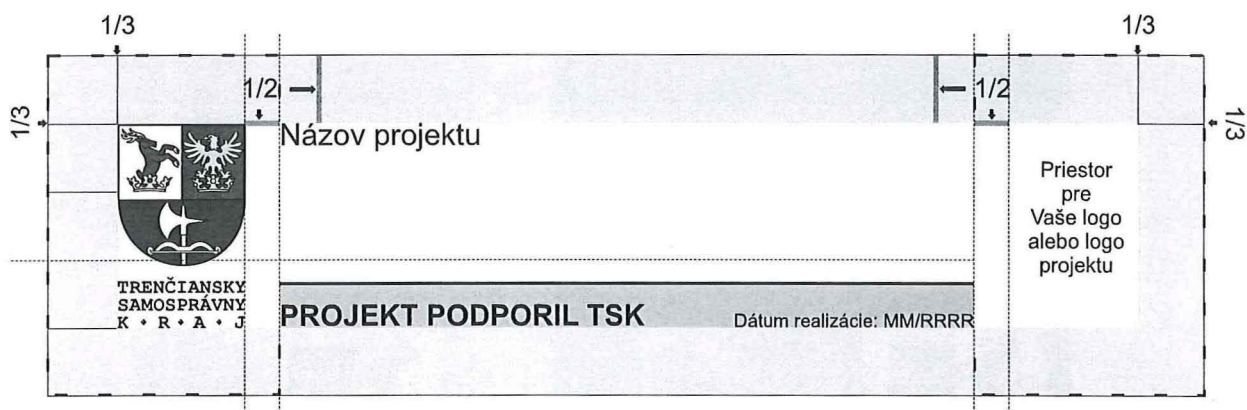 1/3
1/3
1/2
1/2
1/3
1/3
Názov projektu
Priestor
pre
Vaše logo
alebo logo
projektu
TRENČIANSKY
SAMOSPRÁVNY
K • R • A • J
PROJEKT PODPORIL TSK
Dátum realizácie: MM/RRRR